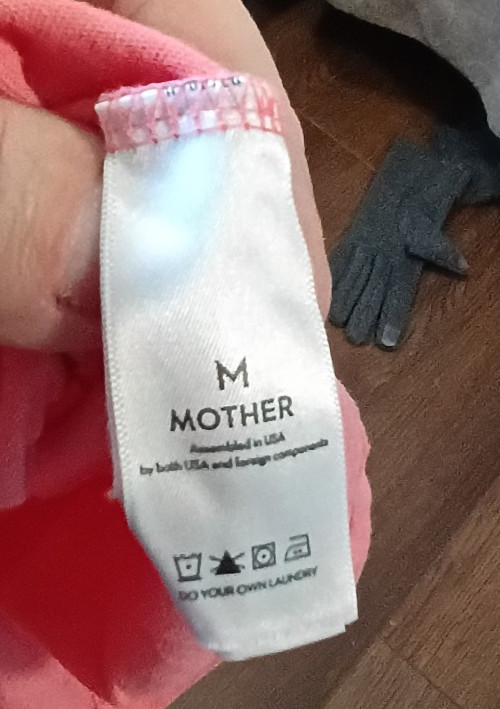 M
MOTHER
Assembled in USA
by both USA and foreign components
DO YOUR OWN LAUNDRY